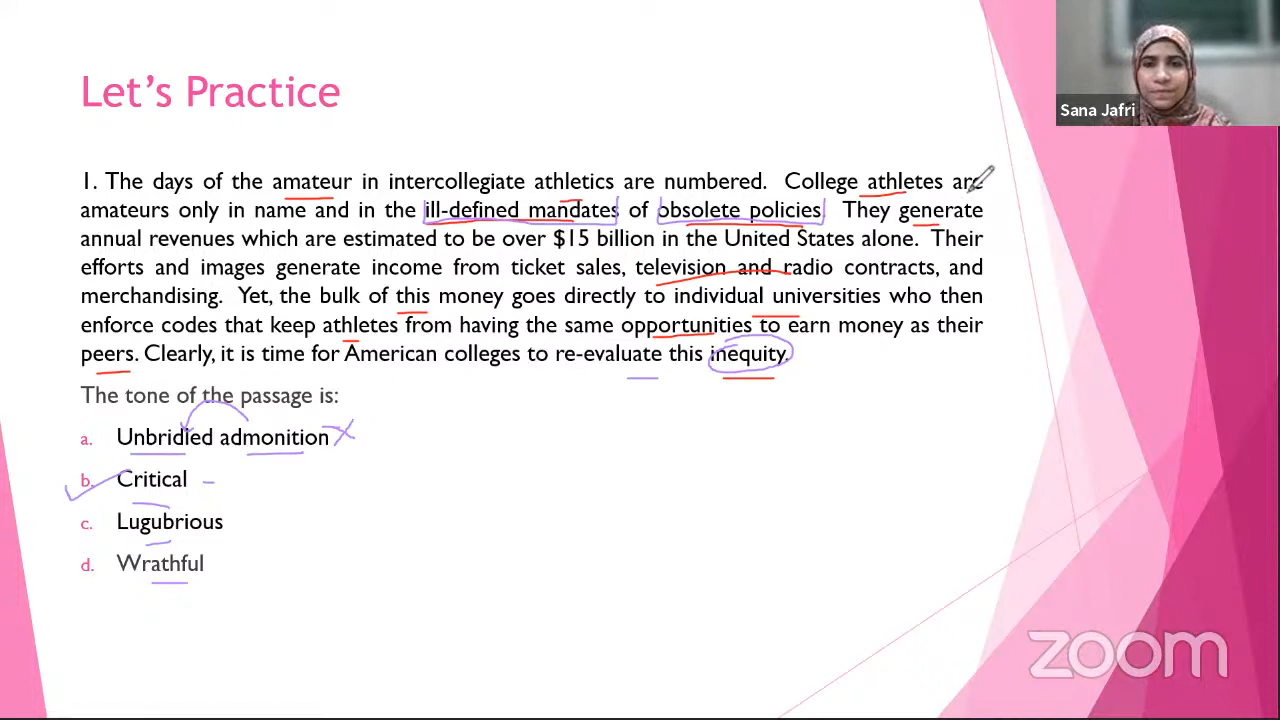 Let's Practice
Sana Jafri
1. The days of the amateur in intercollegiate athletics are numbered. College athletes are
amateurs only in name and in the ill-defined mandates of obsolete policies. They generate
annual revenues which are estimated to be over $15 billion in the United States alone. Their
efforts and images generate income from ticket sales, television and radio contracts, and
merchandising. Yet, the bulk of this money goes directly to individual universities who then
enforce codes that keep athletes from having the same opportunities to earn money as their
peers. Clearly, it is time for American colleges to re-evaluate this inequity.
The tone of the passage is:
a. Unbridled admonition
b. Critical
c. Lugubrious
d. Wrathful
zoom